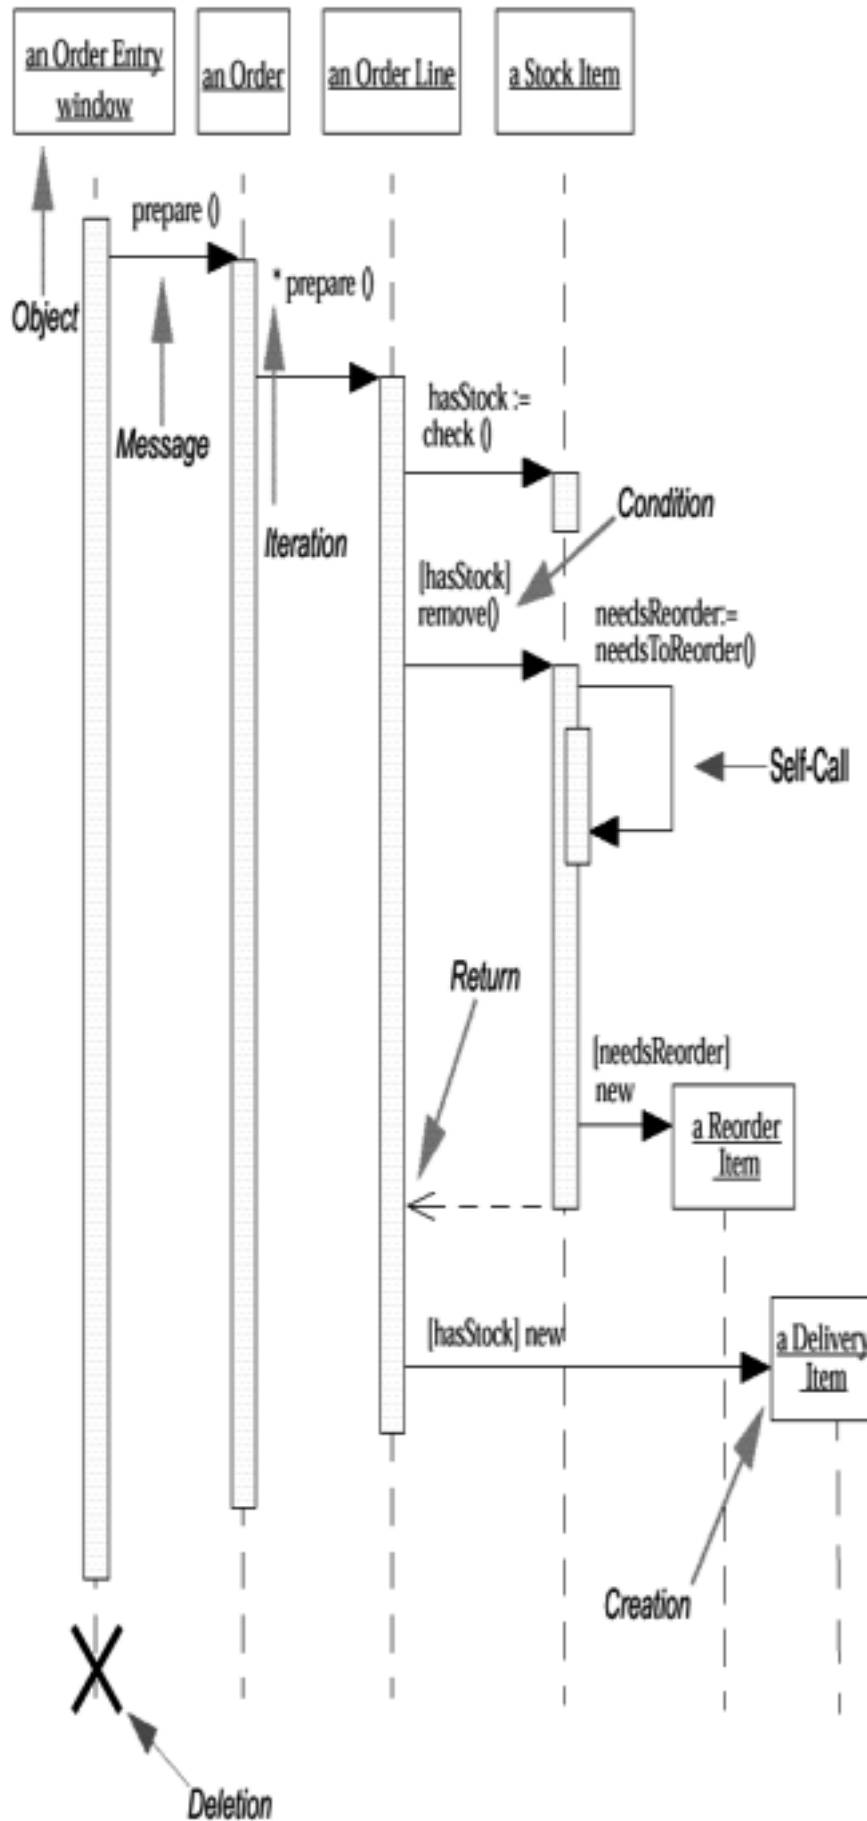 an Order Entry
window
an Order
an Order Line
a Stock Item
prepare ()
* prepare ()
Object
Message
hasStock :=
check ()
Condition
Iteration
[hasStock]
remove()
needsReorder:=
needsToReorder()
Self-Call
Return
[needsReorder]
new
a Reorder
Item
[hasStock] new
a Delivery
Item
Creation
Deletion